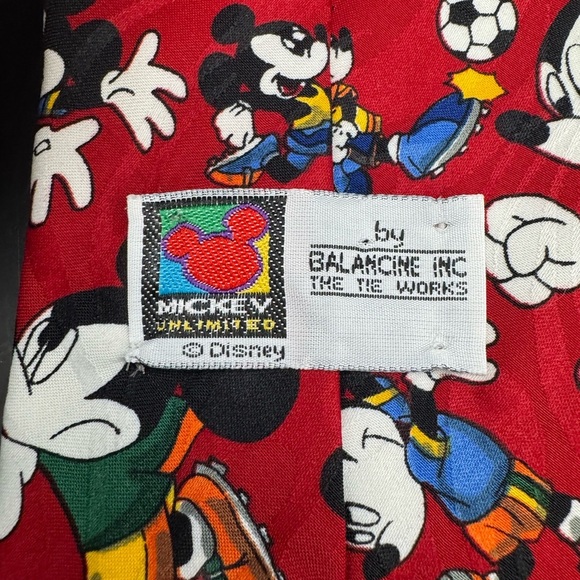 MICKEY
UNLIMITED
© Disney
by
BALANCINE INC
THE TIE WORKS